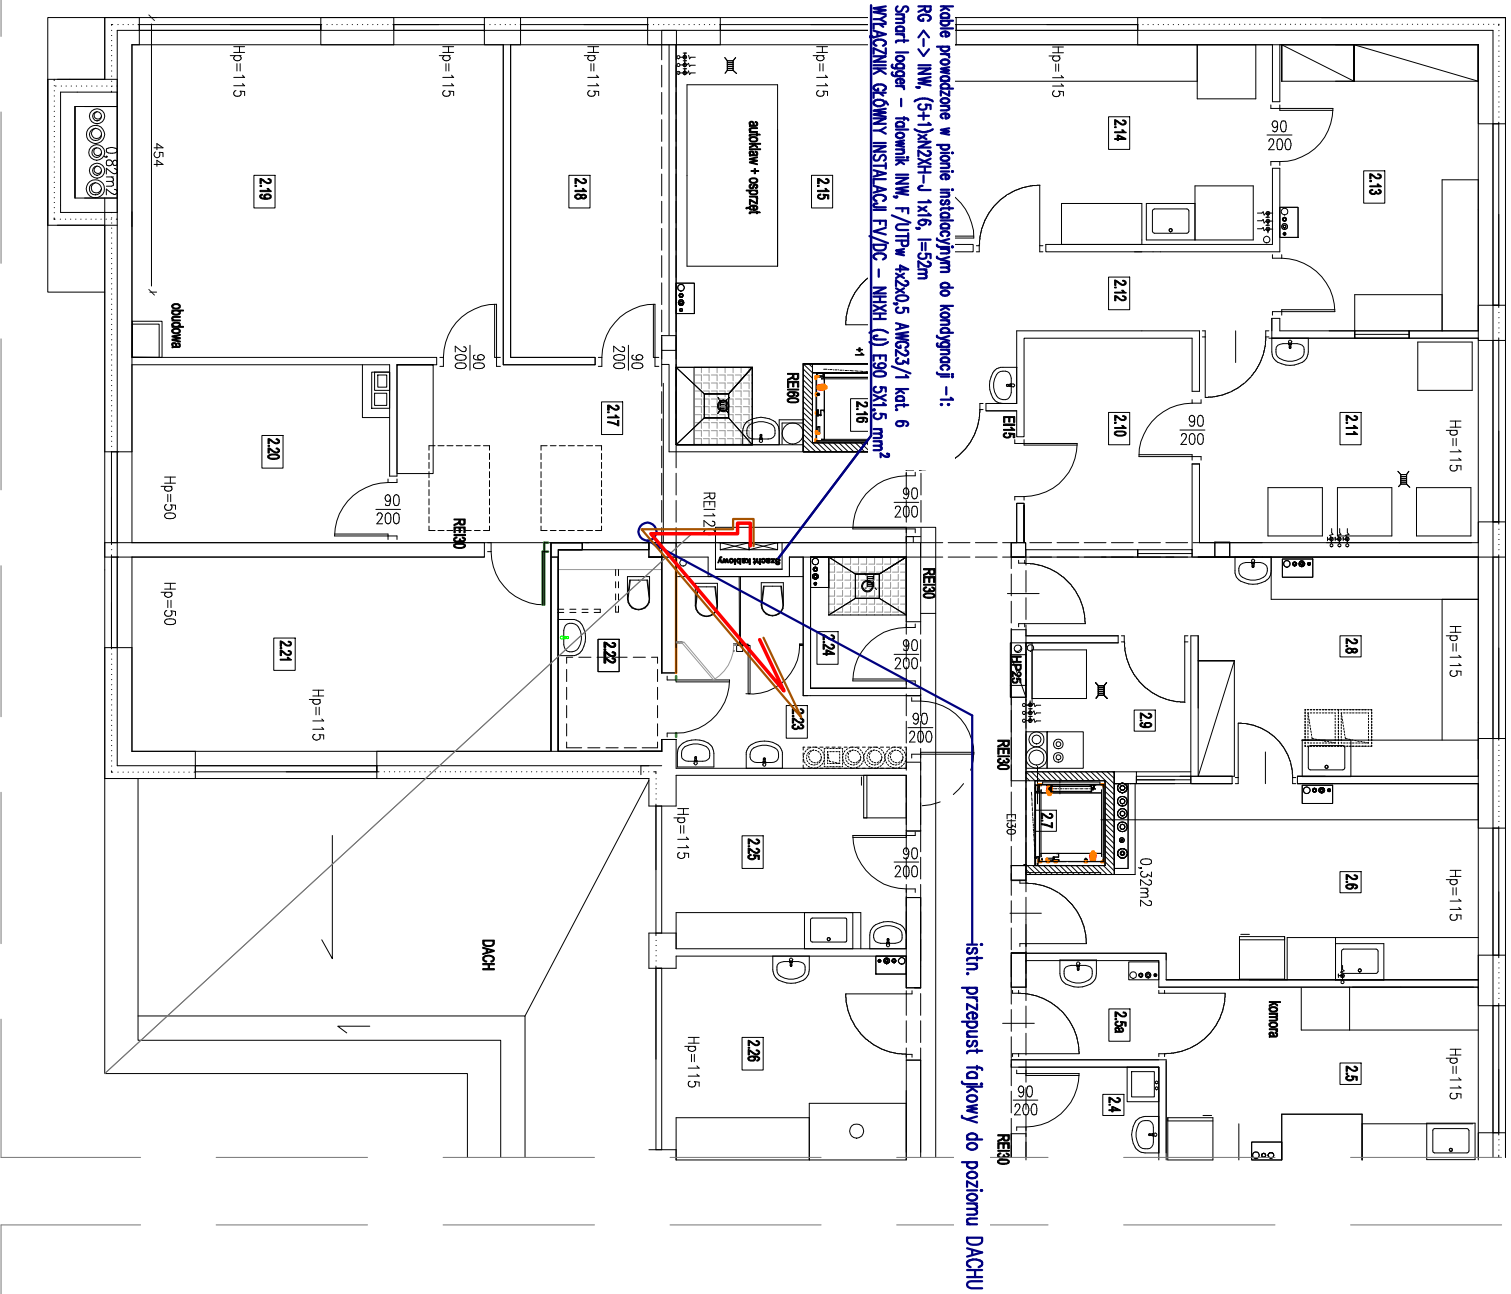 kable prowadzone w pionie instalacyjnym do kondygnacji -1:
RG <-> INW, (5+1)xN2XH-J 1x16, l=52m
Smart logger - falownik INW, F/UTPw 4x2x0,5 AWG23/1 kat. 6
WYŁĄCZNIK GŁÓWNY INSTALACJI FV/DC - NHXH (J) E90 5X1,5 mm²
istn. przepust fajkowy do poziomu DACHU
Hp=115
Hp=115
Hp=115
Hp=115
Hp=115
454
0,82m2
2.19
2.18
autoklaw + osprzęt
2.15
2.14
90
200
2.13
2.12
obudowa
90
200
90
200
+1
REI60
2.16
EI15
2.10
90
200
2.11
Hp=115
2.17
2.20
Hp=50
90
200
REI30
REI120
90
200
Szacht kablowy
REI30
Hp=50
2.21
Hp=115
2.22
2.24
90
200
2.23
90
200
HP25
2.9
2.8
Hp=115
REI30
2.7
EI30
0,32m2
2.6
Hp=115
Hp=115
2.25
90
200
DACH
2.26
Hp=115
2.5a
komora
2.5
Hp=115
90
200
2.4
REI30